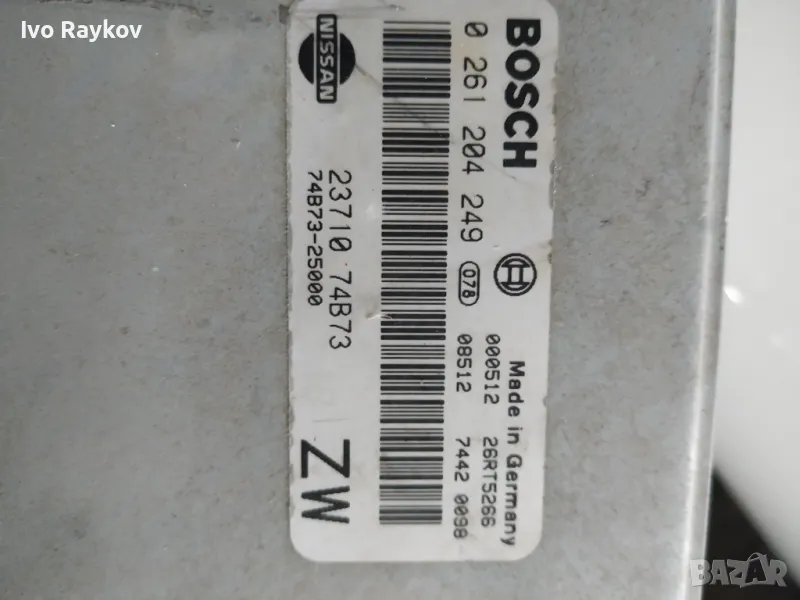 Ivo Raykov
BOSCH
0 261 204 249 078
000512 26RT5266
08512 7442 0098
Made in Germany
NISSAN
23710 74B73
74B73-25000
ZW
BAZAR